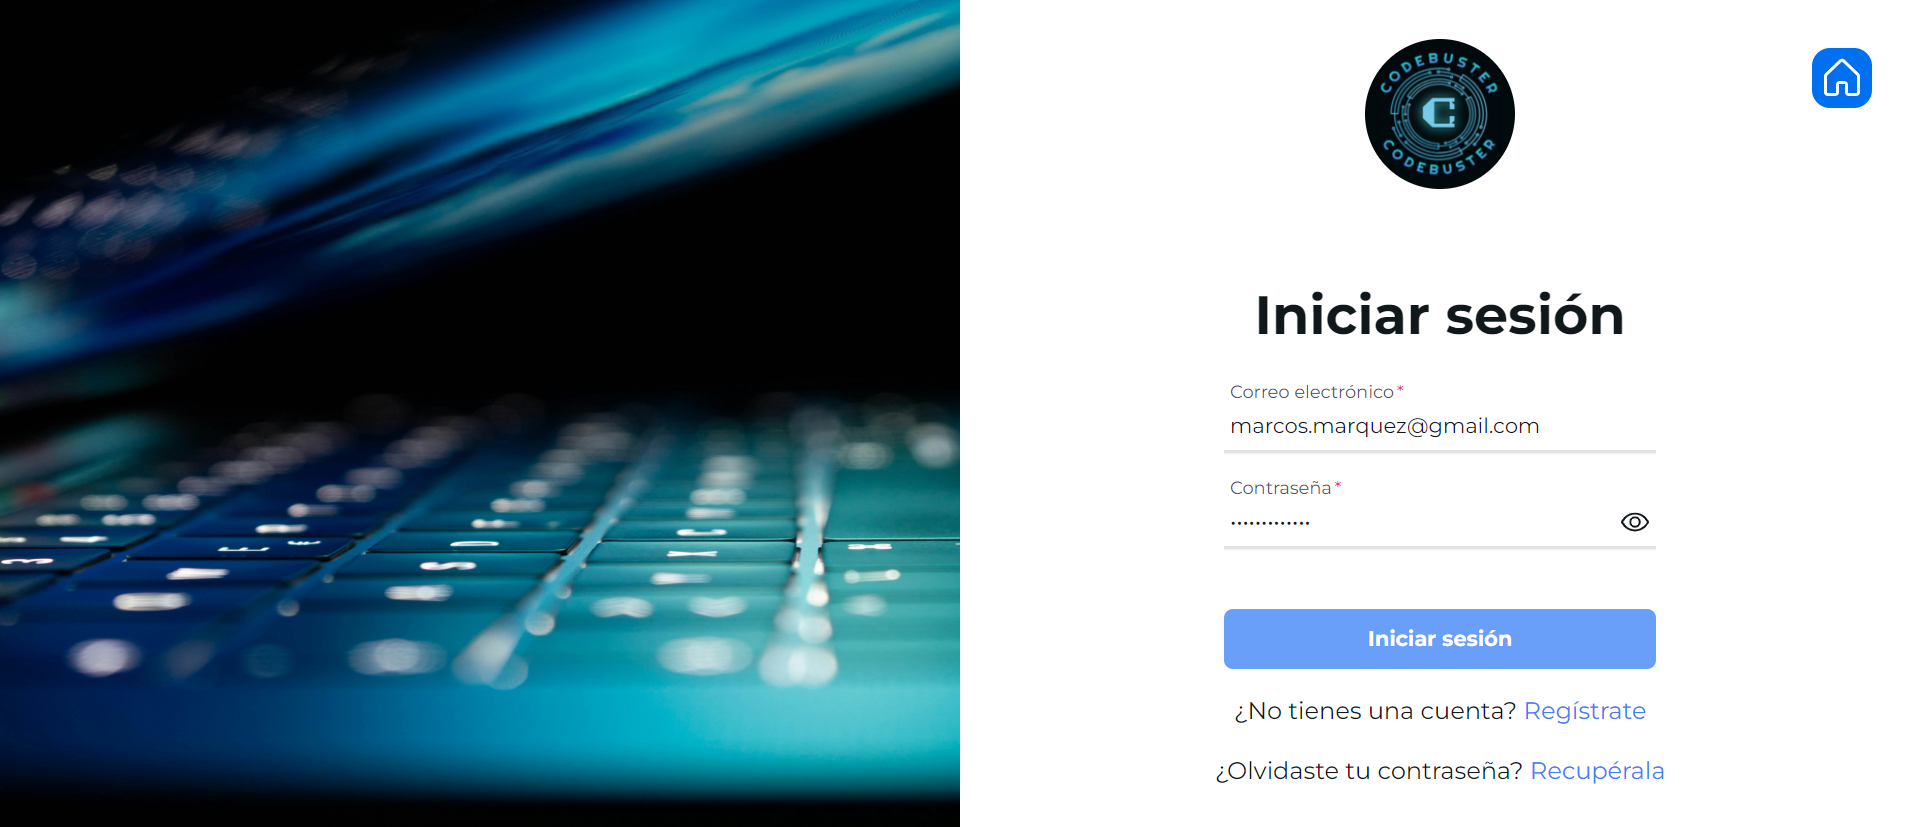 CODEBUSTER
C
CODEBUSTER
Iniciar sesión
Correo electrónico*
marcos.marquez@gmail.com
Contraseña*
•••••••••••••
Iniciar sesión
¿No tienes una cuenta? Regístrate
¿Olvidaste tu contraseña? Recupérala